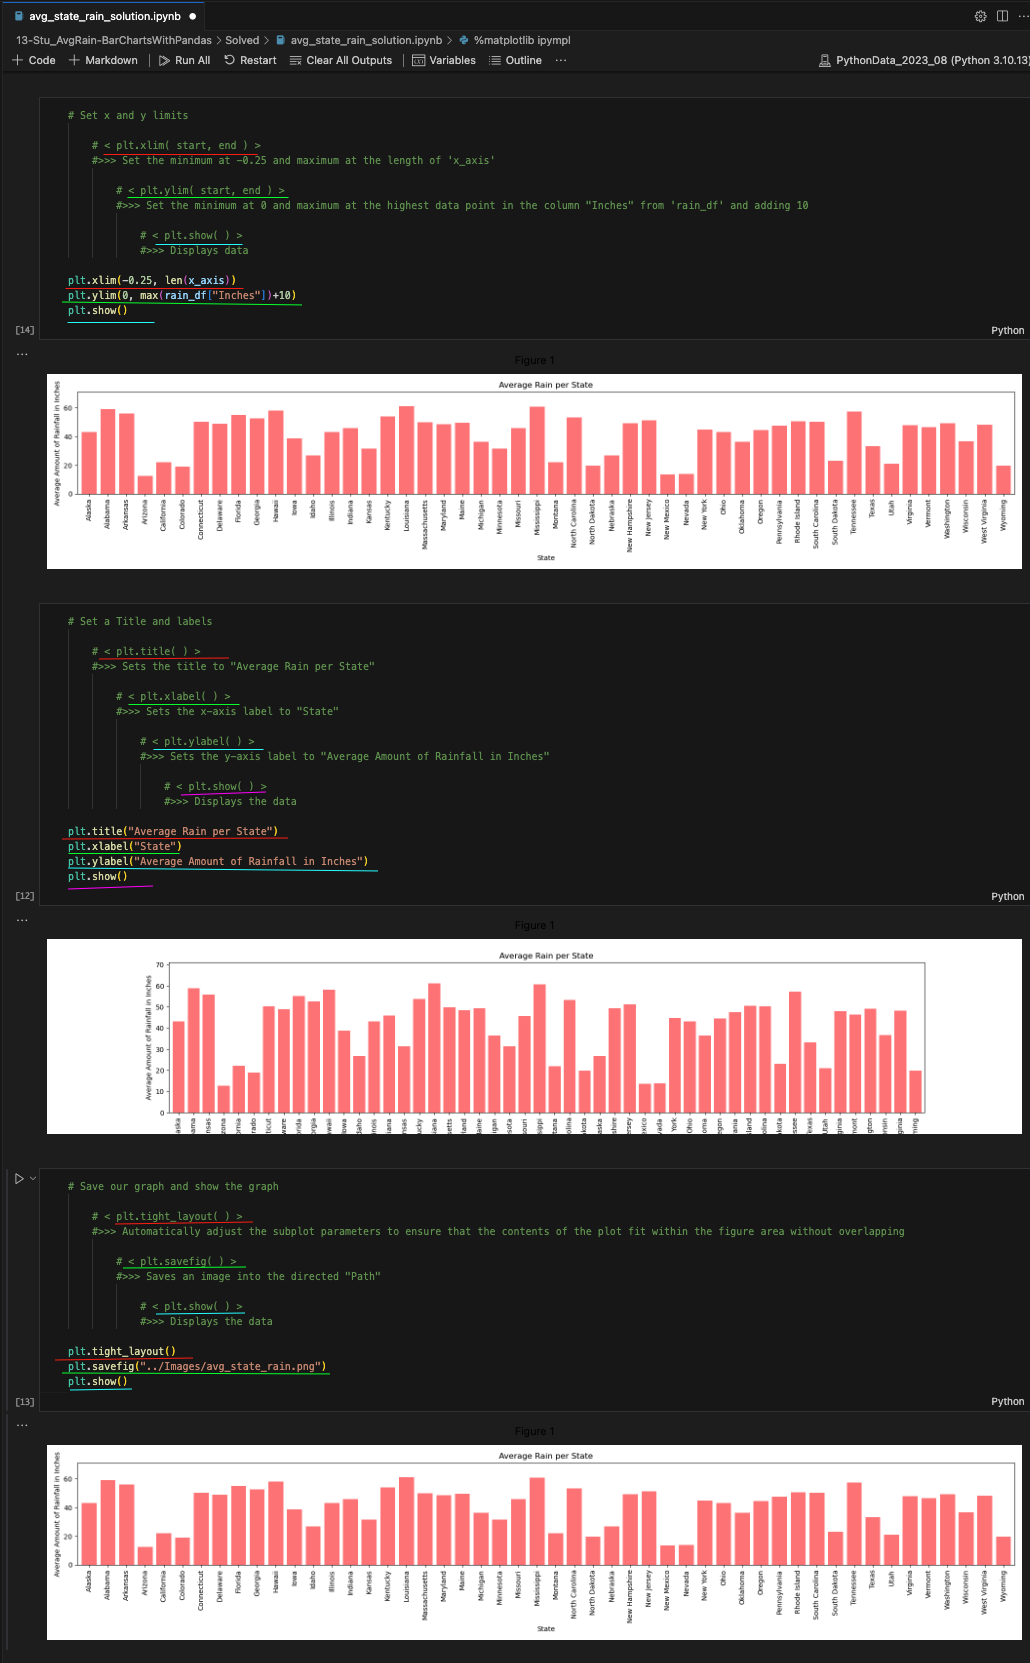 avg_state_rain_solution.ipynb ●
13-Stu_AvgRain-BarChartsWithPandas > Solved > avg_state_rain_solution.ipynb > %matplotlib ipympl
+ Code + Markdown | Run All Restart Clear All Outputs | Variables Outline ··· PythonData_2023_08 (Python 3.10.13)
# Set x and y limits
# < plt.xlim( start, end ) >
#>>> Set the minimum at -0.25 and maximum at the length of 'x_axis'
# < plt.ylim( start, end ) >
#>>> Set the minimum at 0 and maximum at the highest data point in the column "Inches" from 'rain_df' and adding 10
# < plt.show( ) >
#>>> Displays data
plt.xlim(-0.25, len(x_axis))
plt.ylim(0, max(rain_df["Inches"])+10)
plt.show()
[14] Python
...
Figure 1
Average Rain per State
Average Amount of Rainfall in Inches
60
40
20
0
Alaska Alabama Arkansas Arizona California Colorado Connecticut Delaware Florida Georgia Hawaii Iowa Idaho Illinois Indiana Kansas Kentucky Louisiana Massachusetts Maryland Maine Michigan Minnesota Missouri Mississippi Montana North Carolina North Dakota Nebraska New Hampshire New Jersey New Mexico Nevada New York Ohio Oklahoma Oregon Pennsylvania Rhode Island South Carolina South Dakota Tennessee Texas Utah Virginia Vermont Washington Wisconsin West Virginia Wyoming
State
# Set a Title and labels
# < plt.title( ) >
#>>> Sets the title to "Average Rain per State"
# < plt.xlabel( ) >
#>>> Sets the x-axis label to "State"
# < plt.ylabel( ) >
#>>> Sets the y-axis label to "Average Amount of Rainfall in Inches"
# < plt.show( ) >
#>>> Displays the data
plt.title("Average Rain per State")
plt.xlabel("State")
plt.ylabel("Average Amount of Rainfall in Inches")
plt.show()
[12] Python
...
Figure 1
Average Rain per State
Average Amount of Rainfall in Inches
70
60
50
40
30
20
10
0
aska ama nsas zona rnia rado ticut ware rida rgia waii Iowa daho nois iana nsas ucky iana setts land aine igan sota ouri sippi tana olina kota aska shire rsey exico vada York Ohio oma egon ania land olina kota ssee Texas Utah ginia mont gton onsin ginia ming
# Save our graph and show the graph
# < plt.tight_layout( ) >
#>>> Automatically adjust the subplot parameters to ensure that the contents of the plot fit within the figure area without overlapping
# < plt.savefig( ) >
#>>> Saves an image into the directed "Path"
# < plt.show( ) >
#>>> Displays the data
plt.tight_layout()
plt.savefig("../Images/avg_state_rain.png")
plt.show()
[13] Python
...
Figure 1
Average Rain per State
Average Amount of Rainfall in Inches
60
40
20
0
Alaska Alabama Arkansas Arizona California Colorado Connecticut Delaware Florida Georgia Hawaii Iowa Idaho Illinois Indiana Kansas Kentucky Louisiana Massachusetts Maryland Maine Michigan Minnesota Missouri Mississippi Montana North Carolina North Dakota Nebraska New Hampshire New Jersey New Mexico Nevada New York Ohio Oklahoma Oregon Pennsylvania Rhode Island South Carolina South Dakota Tennessee Texas Utah Virginia Vermont Washington Wisconsin West Virginia Wyoming
State